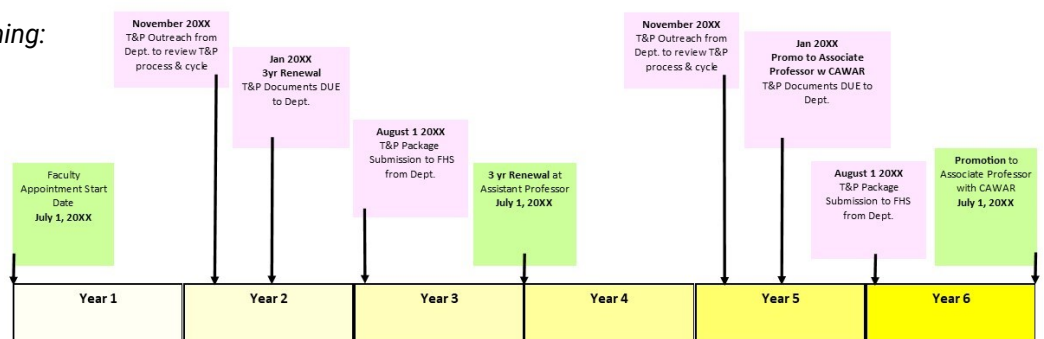 ning:
November 20XX
T&P Outreach from
Dept. to review T&P
process & cycle
Jan 20XX
3yr Renewal
T&P Documents DUE
to Dept.
August 1 20XX
T&P Package
Submission to FHS
from Dept.
Faculty
Appointment Start
Date
July 1, 20XX
3 yr Renewal at
Assistant Professor
July 1, 20XX
November 20XX
T&P Outreach from
Dept. to review T&P
process & cycle
Jan 20XX
Promo to Associate
Professor w CAWAR
T&P Documents DUE to
Dept.
August 1 20XX
T&P Package
Submission to FHS
from Dept.
Promotion to
Associate Professor
with CAWAR
July 1, 20XX
Year 1
Year 2
Year 3
Year 4
Year 5
Year 6